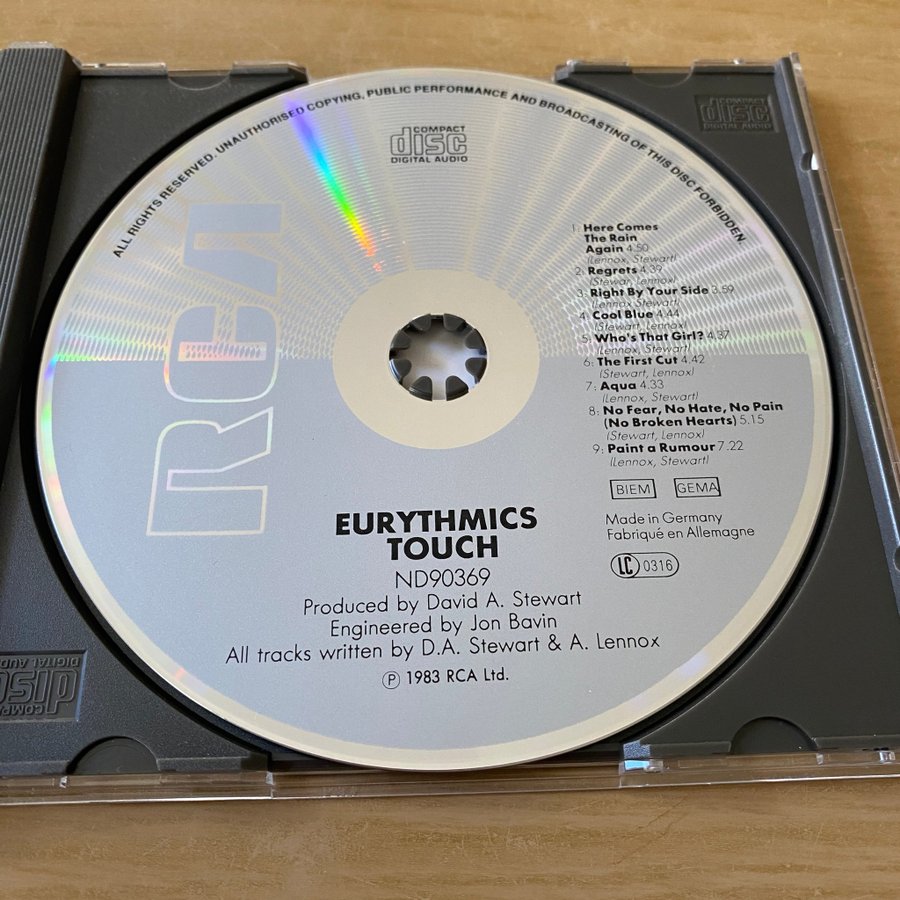 ALL RIGHTS RESERVED. UNAUTHORISED COPYING, PUBLIC PERFORMANCE AND BROADCASTING OF THIS DISC FORBIDDEN
COMPACT
disc
DIGITAL AUDIO
COMPACT
disc
DIGITAL AUDIO
RCA
1: Here Comes
The Rain
Again 4.50
(Lennox, Stewart)
2: Regrets 4.39
(Stewar, Lennox)
3: Right By Your Side 3.59
(Lennox Stewart)
4: Cool Blue 4.44
(Stewart, Lennox)
5: Who's That Girl? 4.37
(Lennox, Stewart)
6: The First Cut 4.42
(Stewart, Lennox)
7: Aqua 4.33
(Lennox, Stewart)
8: No Fear, No Hate, No Pain
(No Broken Hearts) 5.15
(Stewart, Lennox)
9: Paint a Rumour 7.22
(Lennox, Stewart)
BIEM GEMA
Made in Germany
Fabriqué en Allemagne
LC 0316
EURYTHMICS
TOUCH
ND90369
Produced by David A. Stewart
Engineered by Jon Bavin
All tracks written by D.A. Stewart & A. Lennox
℗ 1983 RCA Ltd.
COMPACT
disc
DIGITAL AUDIO